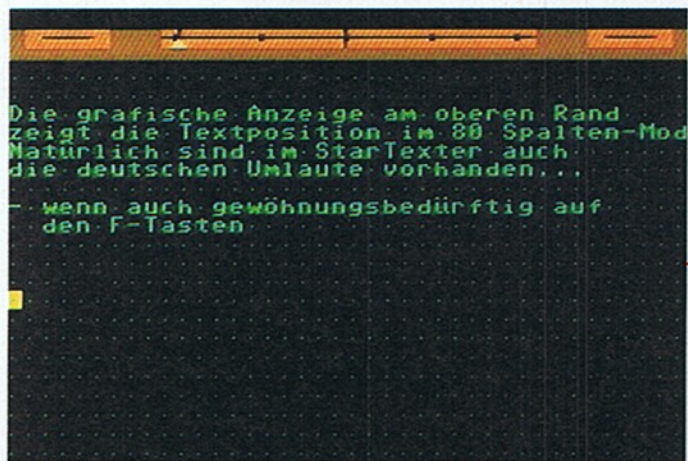 Die grafische Anzeige am oberen Rand
zeigt die Textposition im 80 Spalten-Mod
Natürlich sind im StarTexter auch
die deutschen Umlaute vorhanden...
- wenn auch gewöhnungsbedürftig auf
den F-Tasten